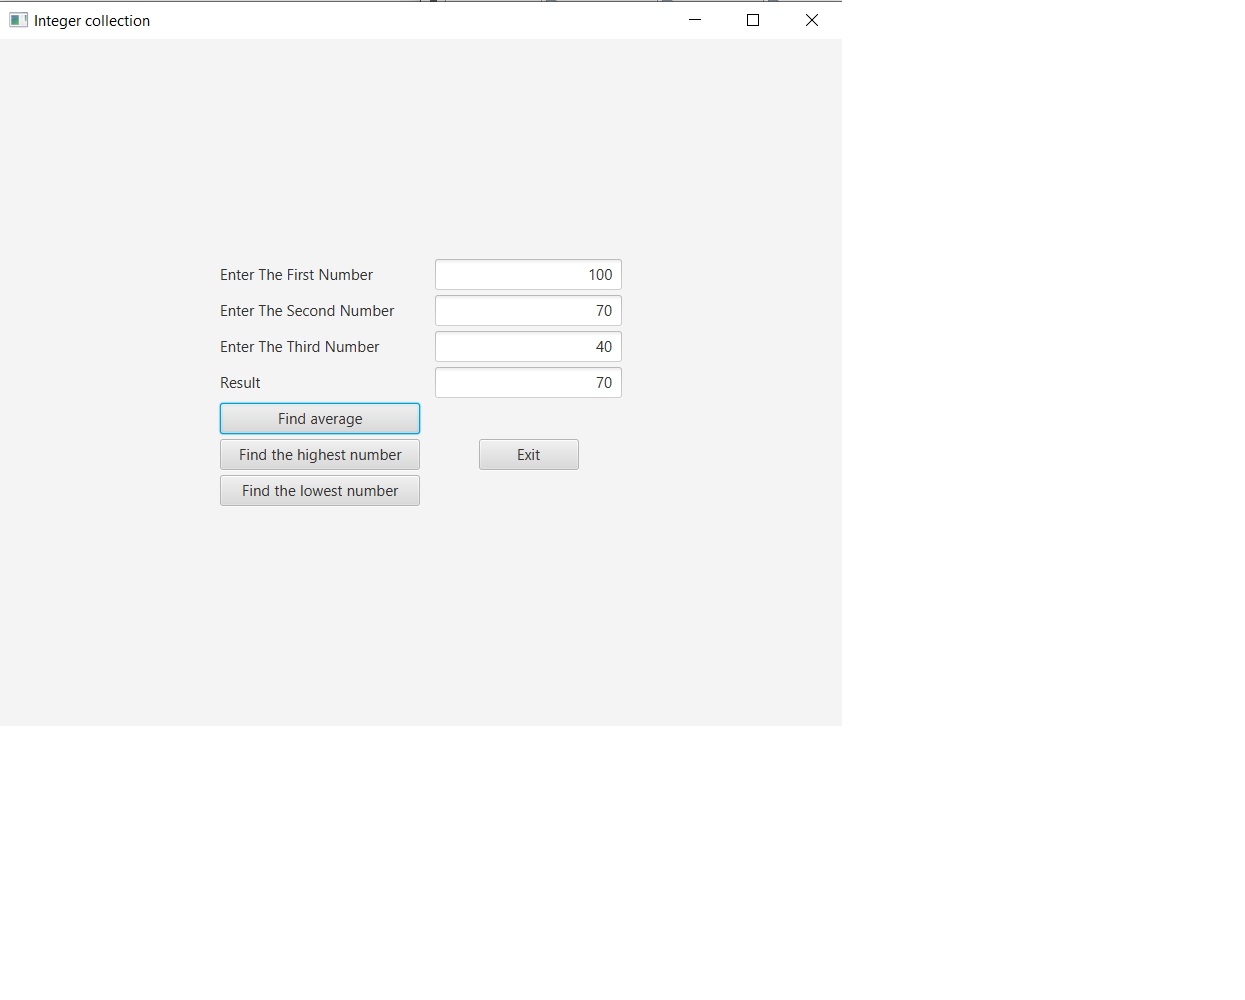 Integer collection
Enter The First Number 100
Enter The Second Number 70
Enter The Third Number 40
Result 70
Find average
Find the highest number Exit
Find the lowest number